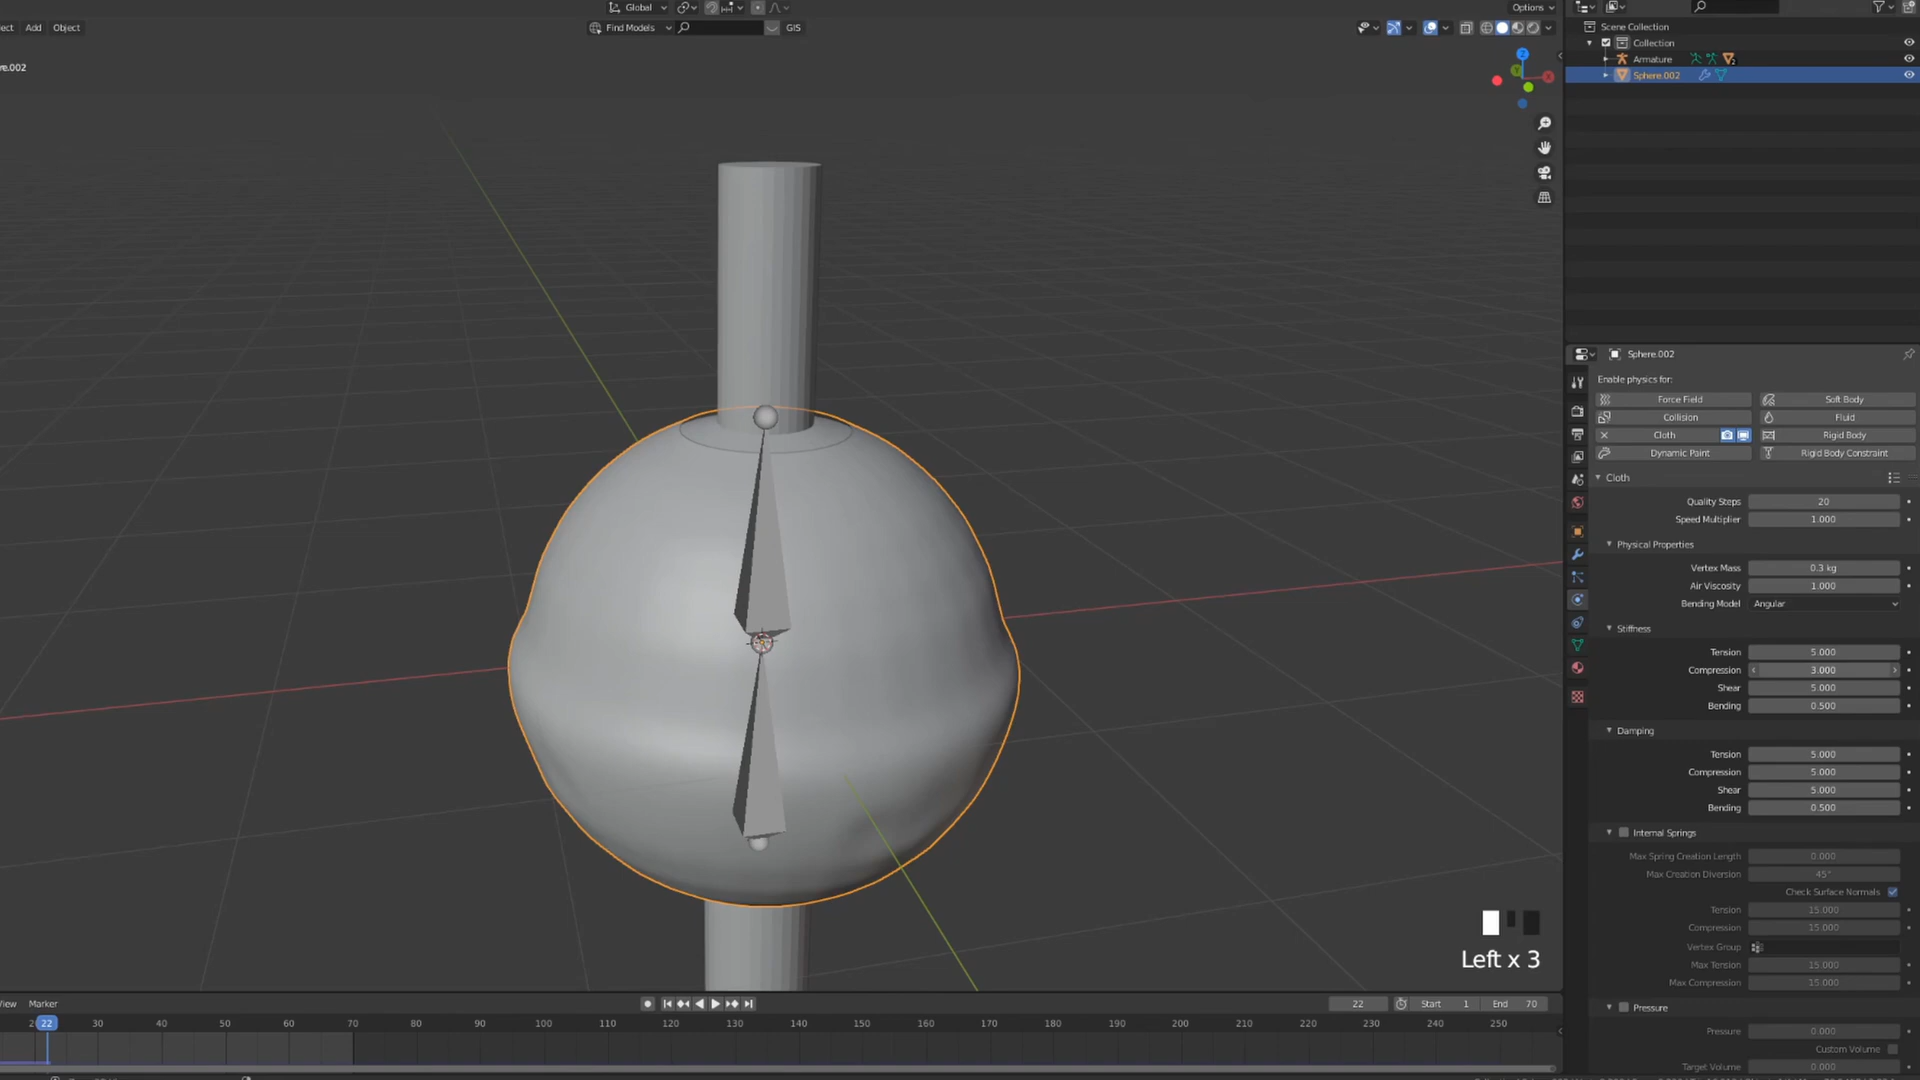 Global
Options
ect Add Object
Find Models
GIS
re.002
Z
Y
X
Scene Collection
Collection
Armature
2
Sphere.002
Sphere.002
Enable physics for:
Force Field Soft Body
Collision Fluid
Cloth Rigid Body
Dynamic Paint Rigid Body Constraint
Cloth
Quality Steps 20
Speed Multiplier 1.000
Physical Properties
Vertex Mass 0.3 kg
Air Viscosity 1.000
Bending Model Angular
Stiffness
Tension 5.000
Compression 3.000
Shear 5.000
Bending 0.500
Damping
Tension 5.000
Compression 5.000
Shear 5.000
Bending 0.500
Internal Springs
Max Spring Creation Length 0.000
Max Creation Diversion 45°
Check Surface Normals
Tension 15.000
Compression 15.000
Vertex Group
Max Tension 15.000
Max Compression 15.000
Pressure
Pressure 0.000
Custom Volume
Target Volume 0.000
Left x 3
View Marker
22 Start 1 End 70
2 22 30 40 50 60 70 80 90 100 110 120 130 140 150 160 170 180 190 200 210 220 230 240 250